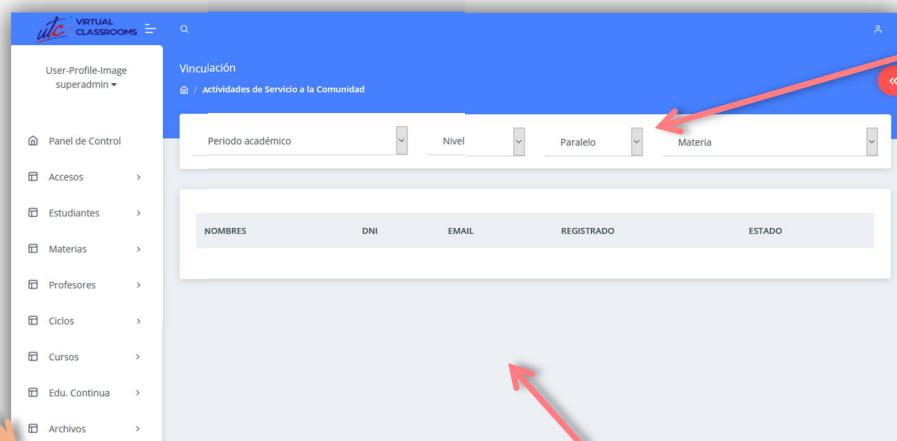 utc VIRTUAL
CLASSROOMS
User-Profile-Image
superadmin
Panel de Control
Accesos
Estudiantes
Materias
Profesores
Ciclos
Cursos
Edu. Continua
Archivos
Vinculación
/ Actividades de Servicio a la Comunidad
Periodo académico Nivel Paralelo Materia
NOMBRES DNI EMAIL REGISTRADO ESTADO